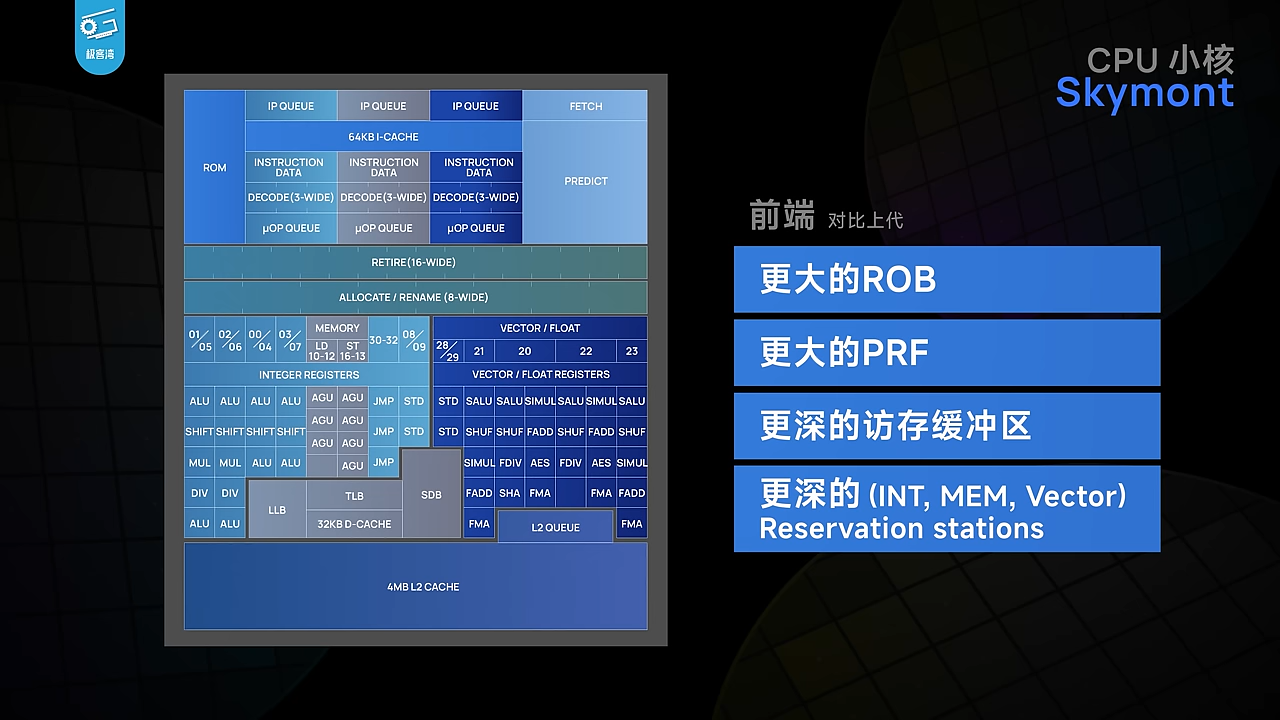 极客湾
CPU 小核
Skymont
IP QUEUE IP QUEUE IP QUEUE FETCH
64KB I-CACHE
ROM
INSTRUCTION DATA INSTRUCTION DATA INSTRUCTION DATA
PREDICT
DECODE(3-WIDE) DECODE(3-WIDE) DECODE(3-WIDE)
μOP QUEUE μOP QUEUE μOP QUEUE
RETIRE(16-WIDE)
ALLOCATE / RENAME (8-WIDE)
01/05 02/06 00/04 03/07 MEMORY 30-32 08/09 VECTOR / FLOAT
LD 10-12 ST 16-13 28/29 21 20 22 23
INTEGER REGISTERS VECTOR / FLOAT REGISTERS
ALU ALU ALU ALU AGU AGU JMP STD STD SALU SALU SIMUL SALU SIMUL SALU
SHIFT SHIFT SHIFT SHIFT AGU AGU JMP STD STD SHUF SHUF FADD SHUF FADD SHUF
AGU AGU
MUL MUL ALU ALU AGU JMP SIMUL FDIV AES FDIV AES SIMUL
DIV DIV LLB TLB SDB FADD SHA FMA FMA FADD
ALU ALU 32KB D-CACHE FMA L2 QUEUE FMA
4MB L2 CACHE
前端 对比上代
更大的ROB
更大的PRF
更深的访存缓冲区
更深的 (INT, MEM, Vector)
Reservation stations